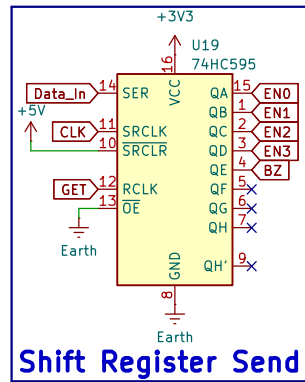 +3V3
U19
74HC595
16
VCC
Data_In 14 SER QA 15 EN0
+5V
QB 1 EN1
CLK 11 SRCLK QC 2 EN2
10 SRCLR QD 3 EN3
QE 4 BZ
GET 12 RCLK QF 5
13 OE QG 6
QH 7
Earth
QH' 9
GND
8
Earth
Shift Register Send